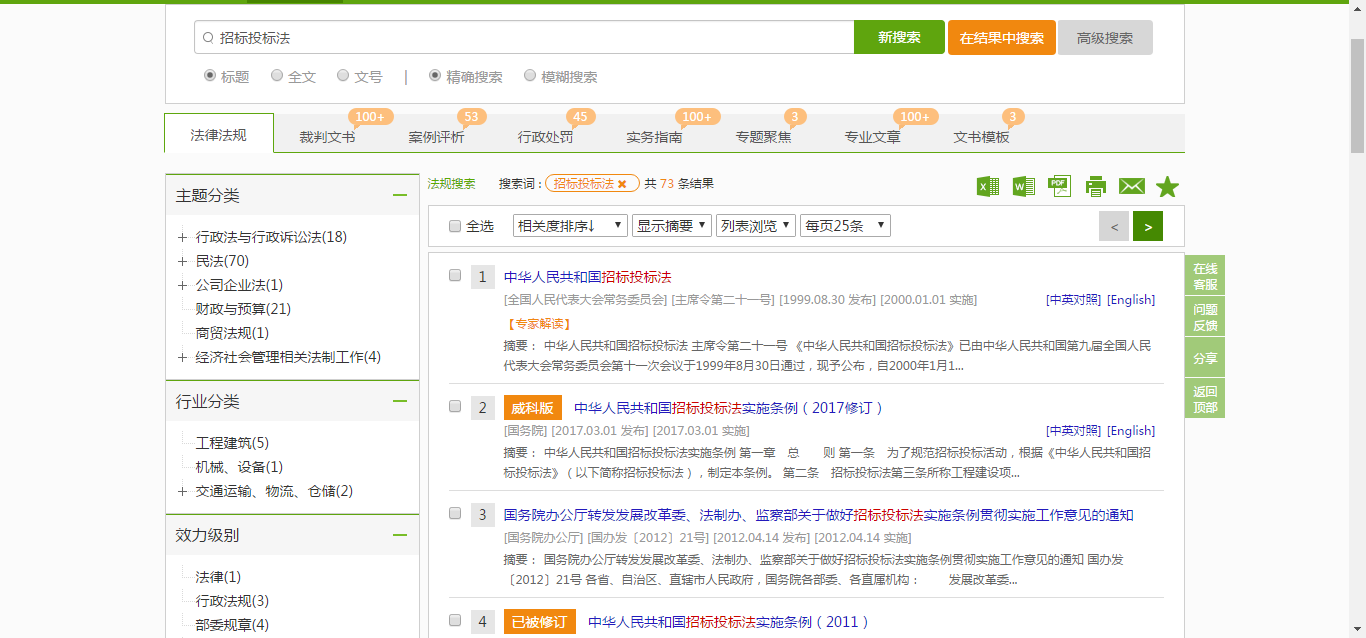 招标投标法
新搜索
在结果中搜索
高级搜索
标题 全文 文号 | 精确搜索 模糊搜索
法律法规
裁判文书 100+
案例评析 53
行政处罚 45
实务指南 100+
专题聚焦 3
专业文章 100+
文书模板 3
主题分类
行政法与行政诉讼法(18)
民法(70)
公司企业法(1)
财政与预算(21)
商贸法规(1)
经济社会管理相关法制工作(4)
行业分类
工程建筑(5)
机械、设备(1)
交通运输、物流、仓储(2)
效力级别
法律(1)
行政法规(3)
部委规章(4)
法规搜索 搜索词： 招标投标法 ✖ 共 73 条结果
全选 相关度排序↓ 显示摘要 列表浏览 每页25条 < >
1 中华人民共和国招标投标法
[全国人民代表大会常务委员会] [主席令第二十一号] [1999.08.30 发布] [2000.01.01 实施] [中英对照] [English]
【专家解读】
摘要： 中华人民共和国招标投标法 主席令第二十一号 《中华人民共和国招标投标法》已由中华人民共和国第九届全国人民
代表大会常务委员会第十一次会议于1999年8月30日通过，现予公布，自2000年1月1...
2 威科版 中华人民共和国招标投标法实施条例（2017修订）
[国务院] [2017.03.01 发布] [2017.03.01 实施] [中英对照] [English]
摘要： 中华人民共和国招标投标法实施条例 第一章 总 则 第一条 为了规范招标投标活动，根据《中华人民共和国招
标投标法》（以下简称招标投标法），制定本条例。 第二条 招标投标法第三条所称工程建设项...
3 国务院办公厅转发发展改革委、法制办、监察部关于做好招标投标法实施条例贯彻实施工作意见的通知
[国务院办公厅] [国办发〔2012〕21号] [2012.04.14 发布] [2012.04.14 实施]
摘要： 国务院办公厅转发发展改革委、法制办、监察部关于做好招标投标法实施条例贯彻实施工作意见的通知 国办发
〔2012〕21号 各省、自治区、直辖市人民政府，国务院各部委、各直属机构： 发展改革委...
4 已被修订 中华人民共和国招标投标法实施条例（2011）
在线
客服
问题
反馈
分享
返回
顶部